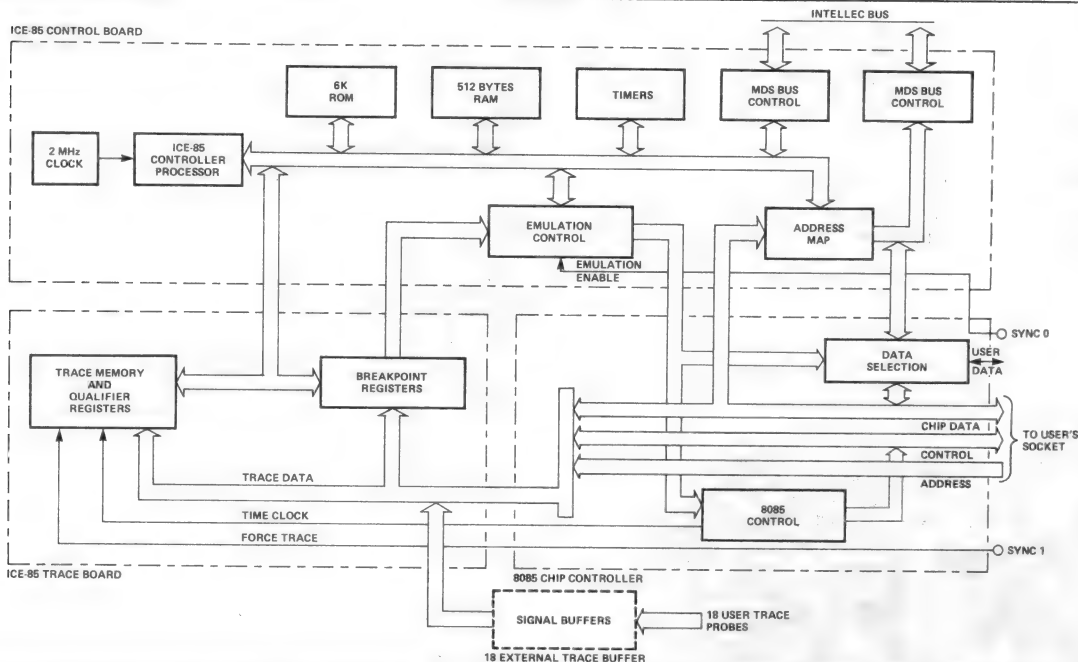 INTELLEC BUS
ICE-85 CONTROL BOARD
6K
ROM
512 BYTES
RAM
TIMERS
MDS BUS
CONTROL
MDS BUS
CONTROL
2 MHz
CLOCK
ICE-85
CONTROLLER
PROCESSOR
EMULATION
CONTROL
ADDRESS
MAP
EMULATION
ENABLE
SYNC 0
TRACE MEMORY
AND
QUALIFIER
REGISTERS
BREAKPOINT
REGISTERS
DATA
SELECTION
USER
DATA
CHIP DATA
CONTROL
ADDRESS
TO USER'S
SOCKET
TRACE DATA
TIME CLOCK
FORCE TRACE
8085
CONTROL
SYNC 1
ICE-85 TRACE BOARD
8085 CHIP CONTROLLER
SIGNAL BUFFERS
18 USER TRACE
PROBES
18 EXTERNAL TRACE BUFFER